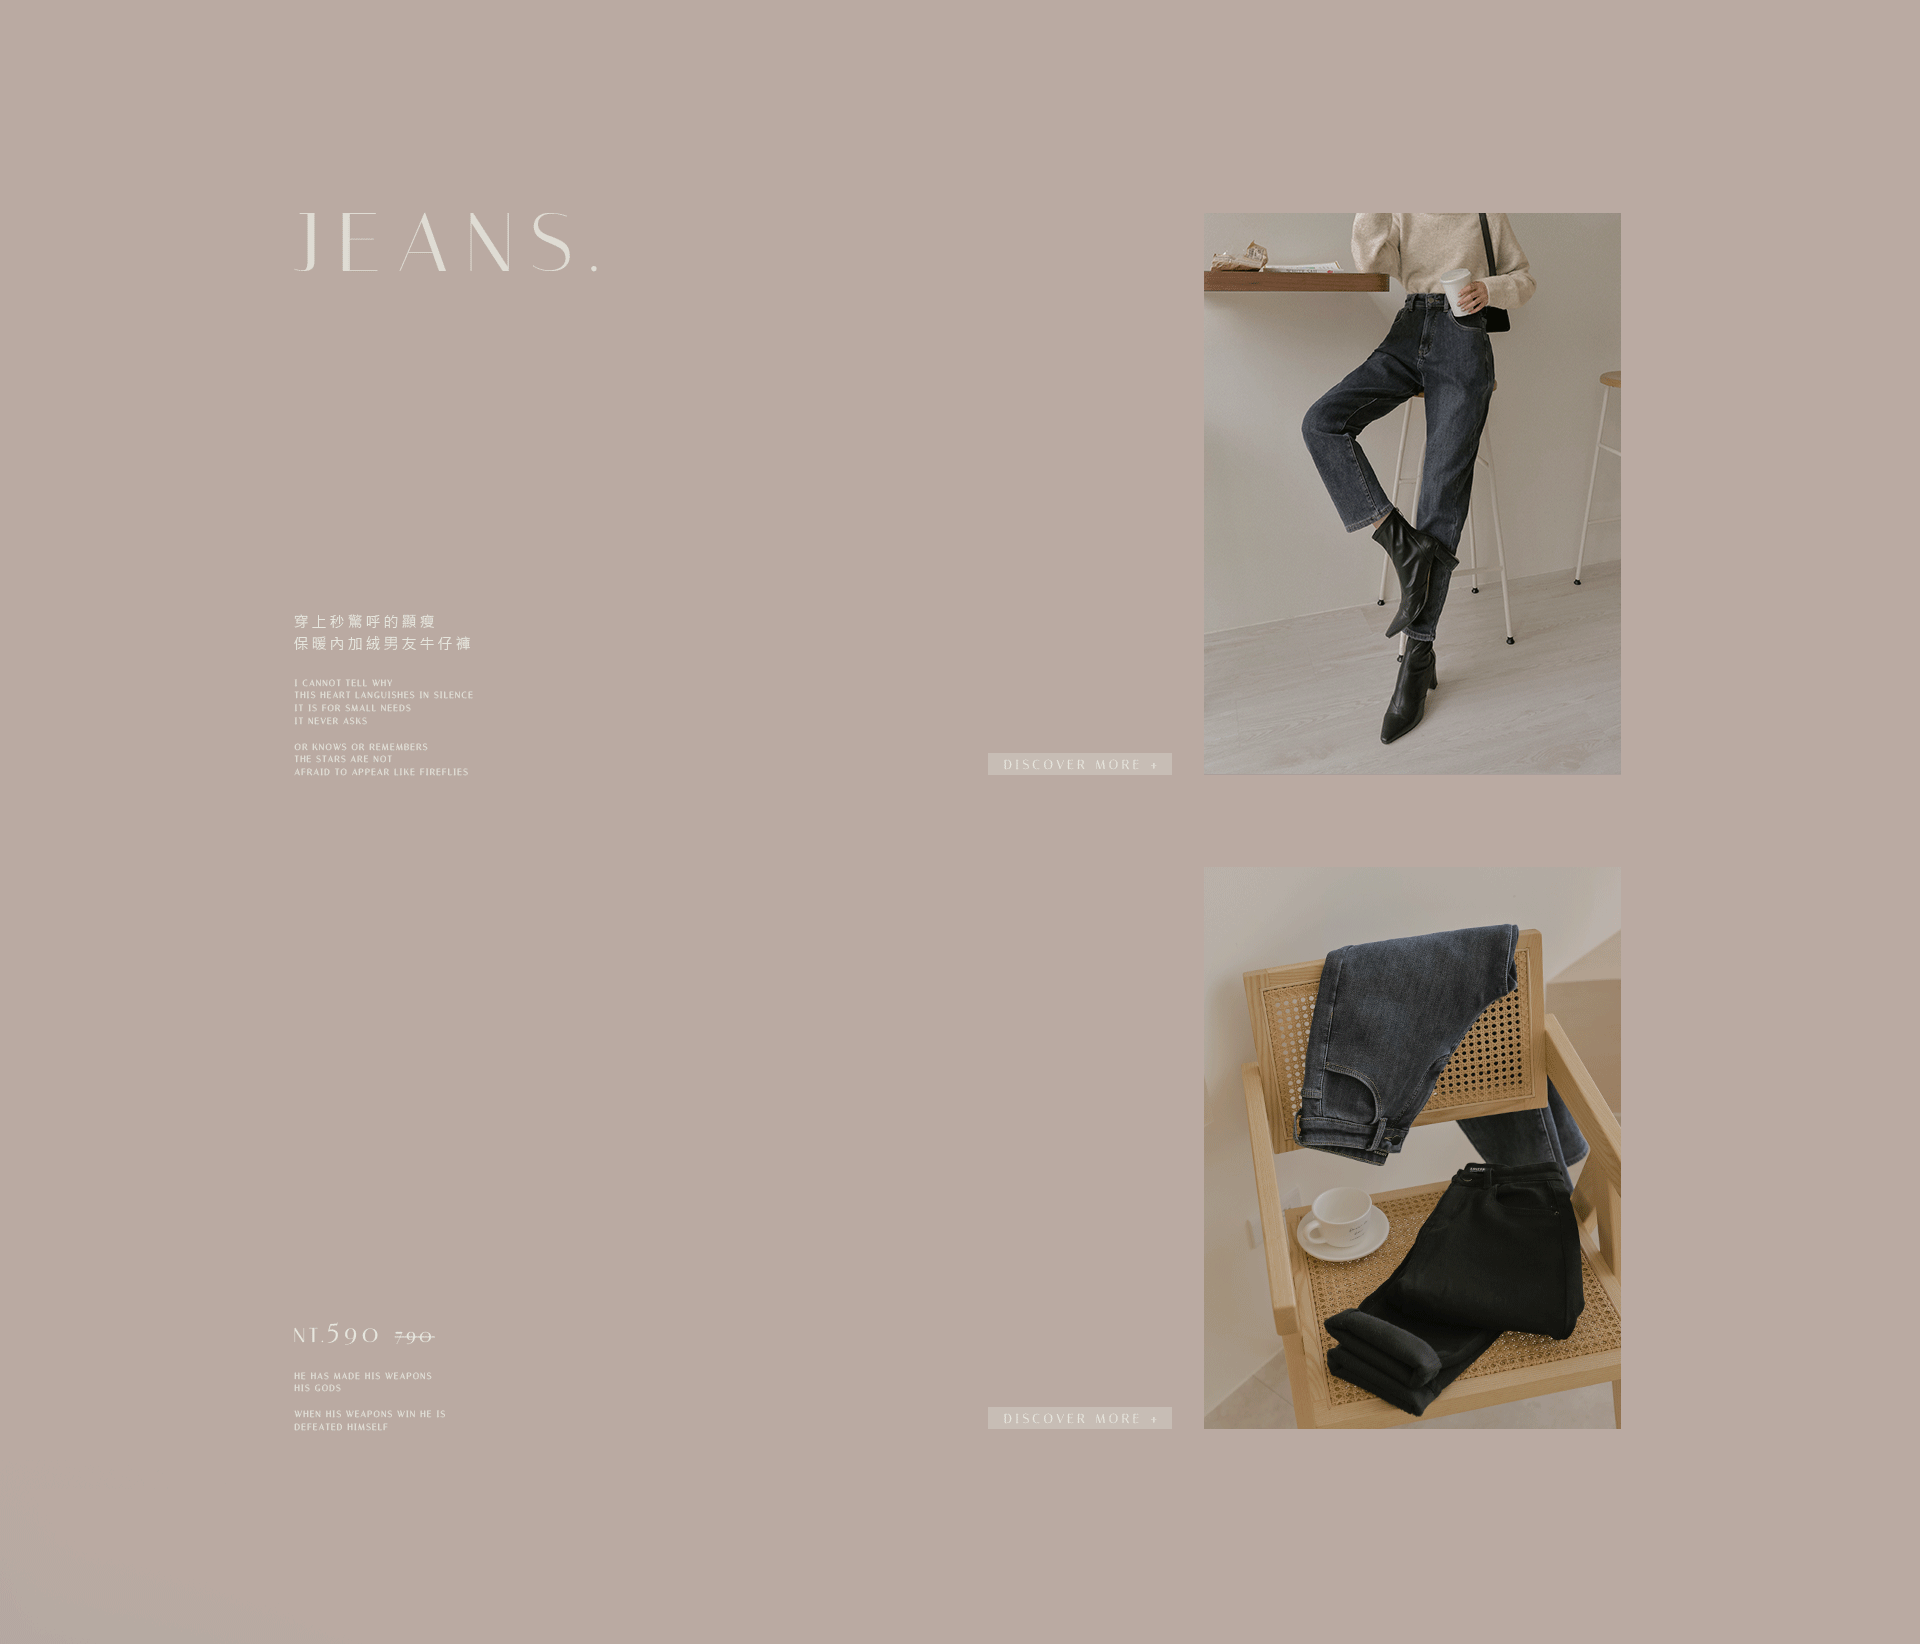 JEANS.
穿上秒驚呼的顯瘦
保暖內加絨男友牛仔褲
I CANNOT TELL WHY
THIS HEART LANGUISHES IN SILENCE
IT IS FOR SMALL NEEDS
IT NEVER ASKS
OR KNOWS OR REMEMBERS
THE STARS ARE NOT
AFRAID TO APPEAR LIKE FIREFLIES
DISCOVER MORE +
NT.590 790
HE HAS MADE HIS WEAPONS
HIS GODS
WHEN HIS WEAPONS WIN HE IS
DEFEATED HIMSELF
DISCOVER MORE +